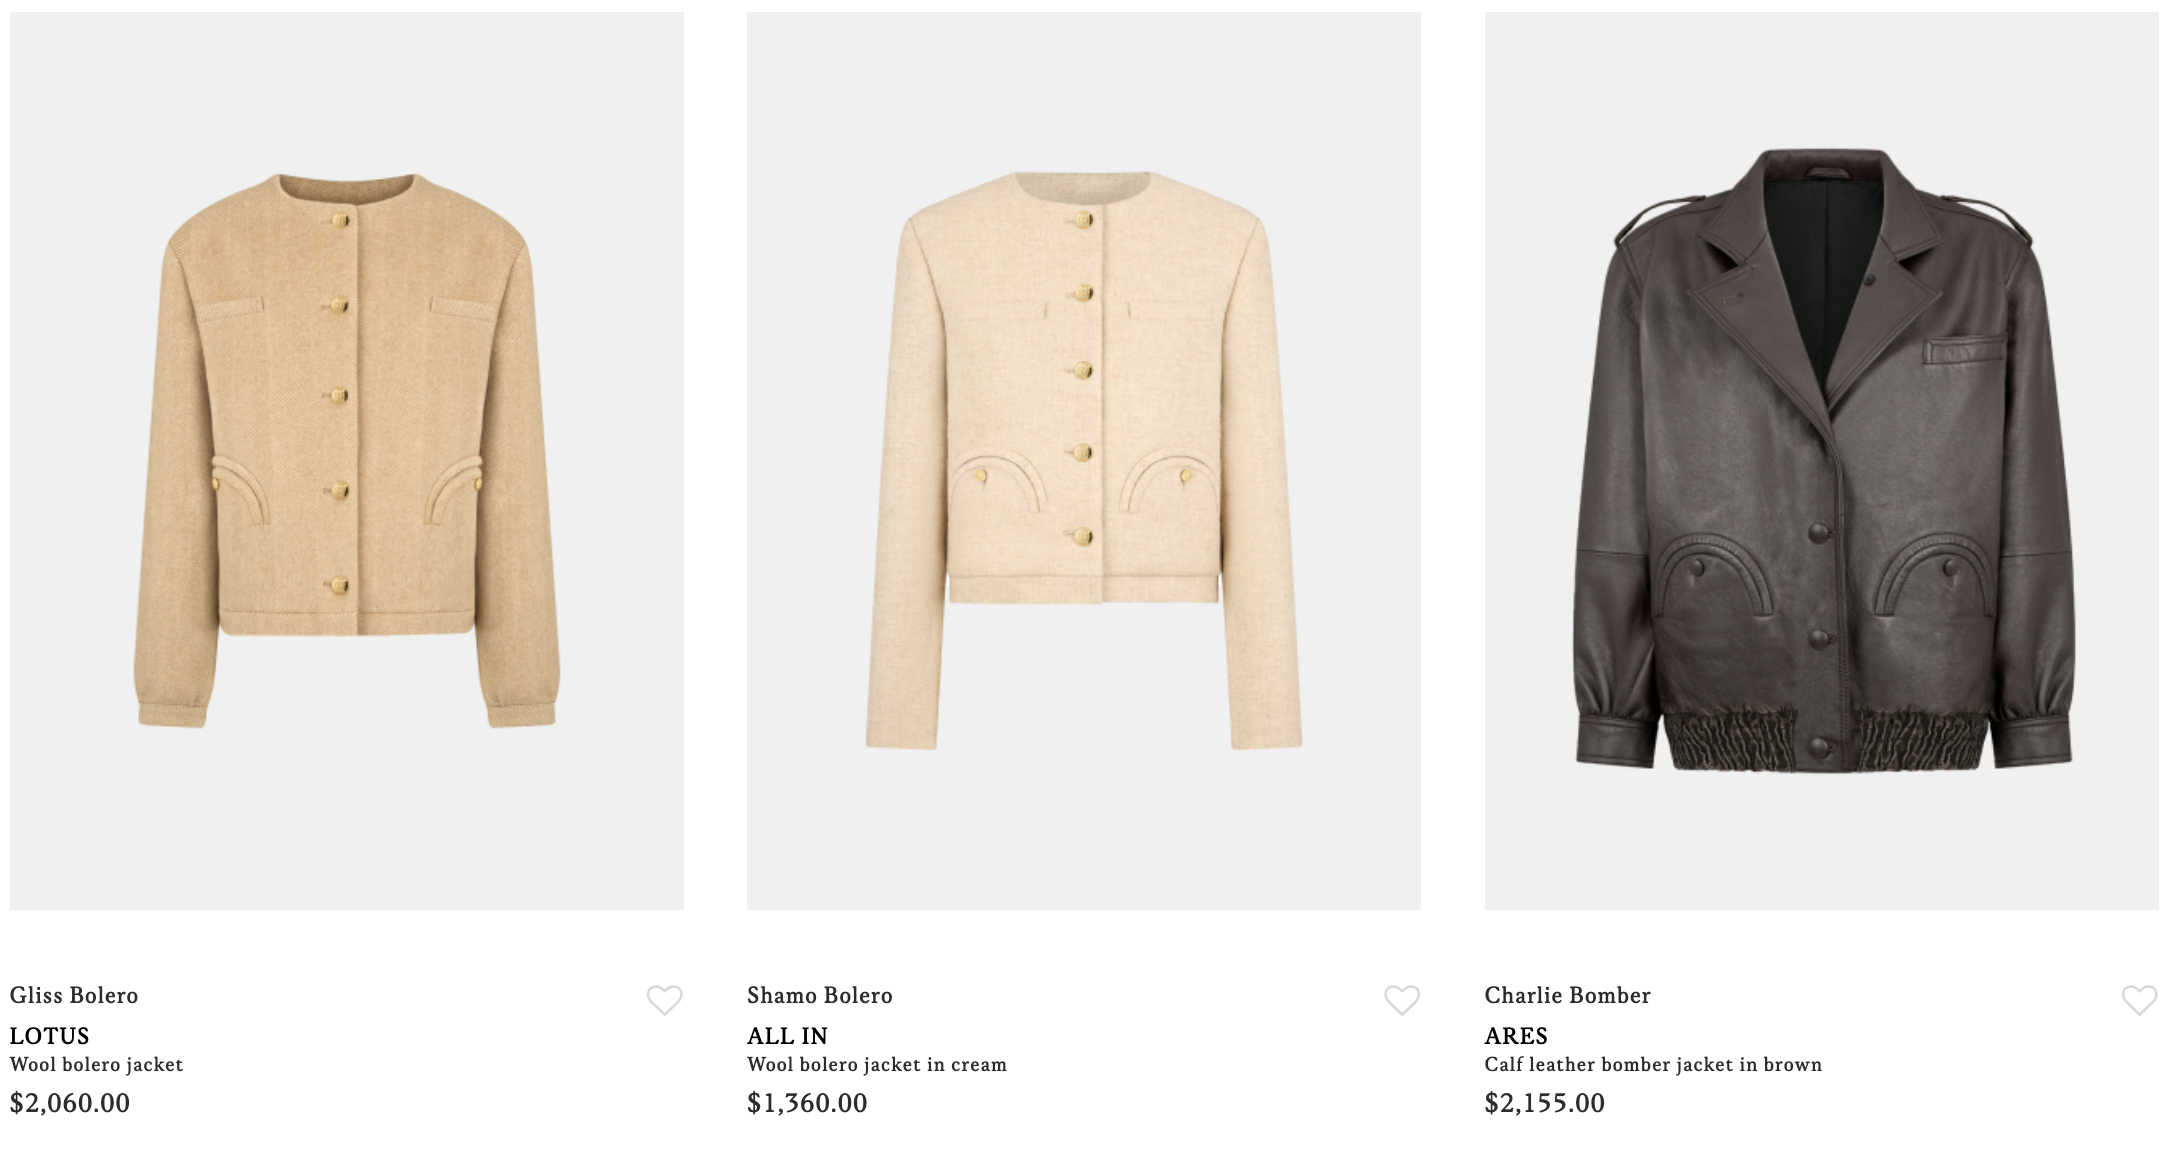 Gliss Bolero
LOTUS
Wool bolero jacket
$2,060.00
Shamo Bolero
ALL IN
Wool bolero jacket in cream
$1,360.00
Charlie Bomber
ARES
Calf leather bomber jacket in brown
$2,155.00